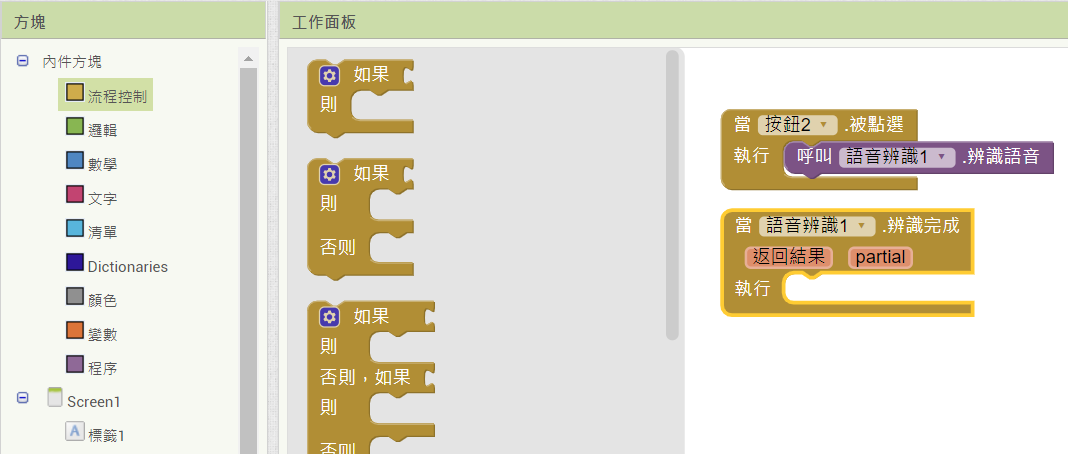 方塊
內件方塊
流程控制
邏輯
數學
文字
清單
Dictionaries
顏色
變數
程序
Screen1
標籤1
工作面板
如果
則
如果
則
否則
如果
則
否則，如果
則
否則
當 按鈕2 .被點選
執行 呼叫 語音辨識1 .辨識語音
當 語音辨識1 .辨識完成
返回結果 partial
執行